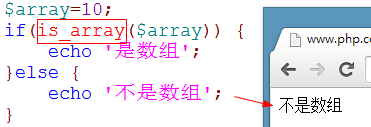 $array=10;
if(is_array($array)) {
echo '是数组';
}else {
echo '不是数组';
}
www.php.c
不是数组